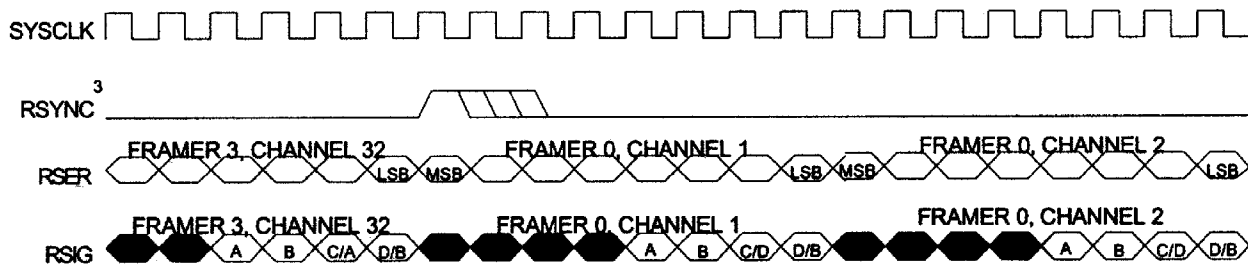 SYSCLK
RSYNC 3
FRAMER 3, CHANNEL 32 FRAMER 0, CHANNEL 1 FRAMER 0, CHANNEL 2
RSER LSB MSB LSB MSB LSB
FRAMER 3, CHANNEL 32 FRAMER 0, CHANNEL 1 FRAMER 0, CHANNEL 2
RSIG A B C/A D/B A B C/D D/B A B C/D D/B